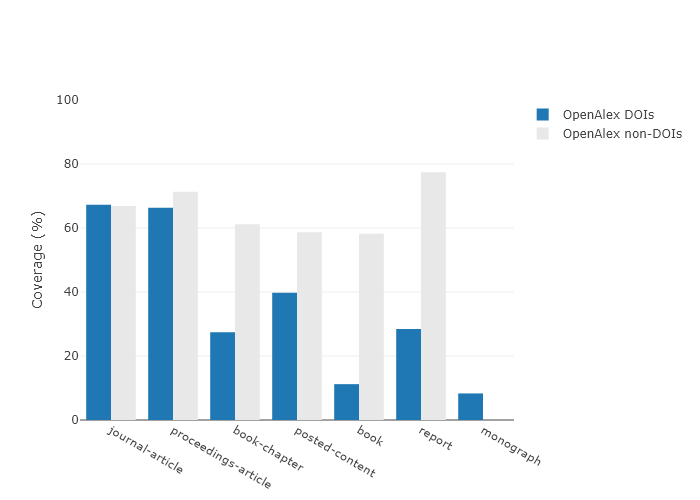 100
80
60
40
20
0
Coverage (%)
journal-article
proceedings-article
book-chapter
posted-content
book
report
monograph
OpenAlex DOIs
OpenAlex non-DOIs